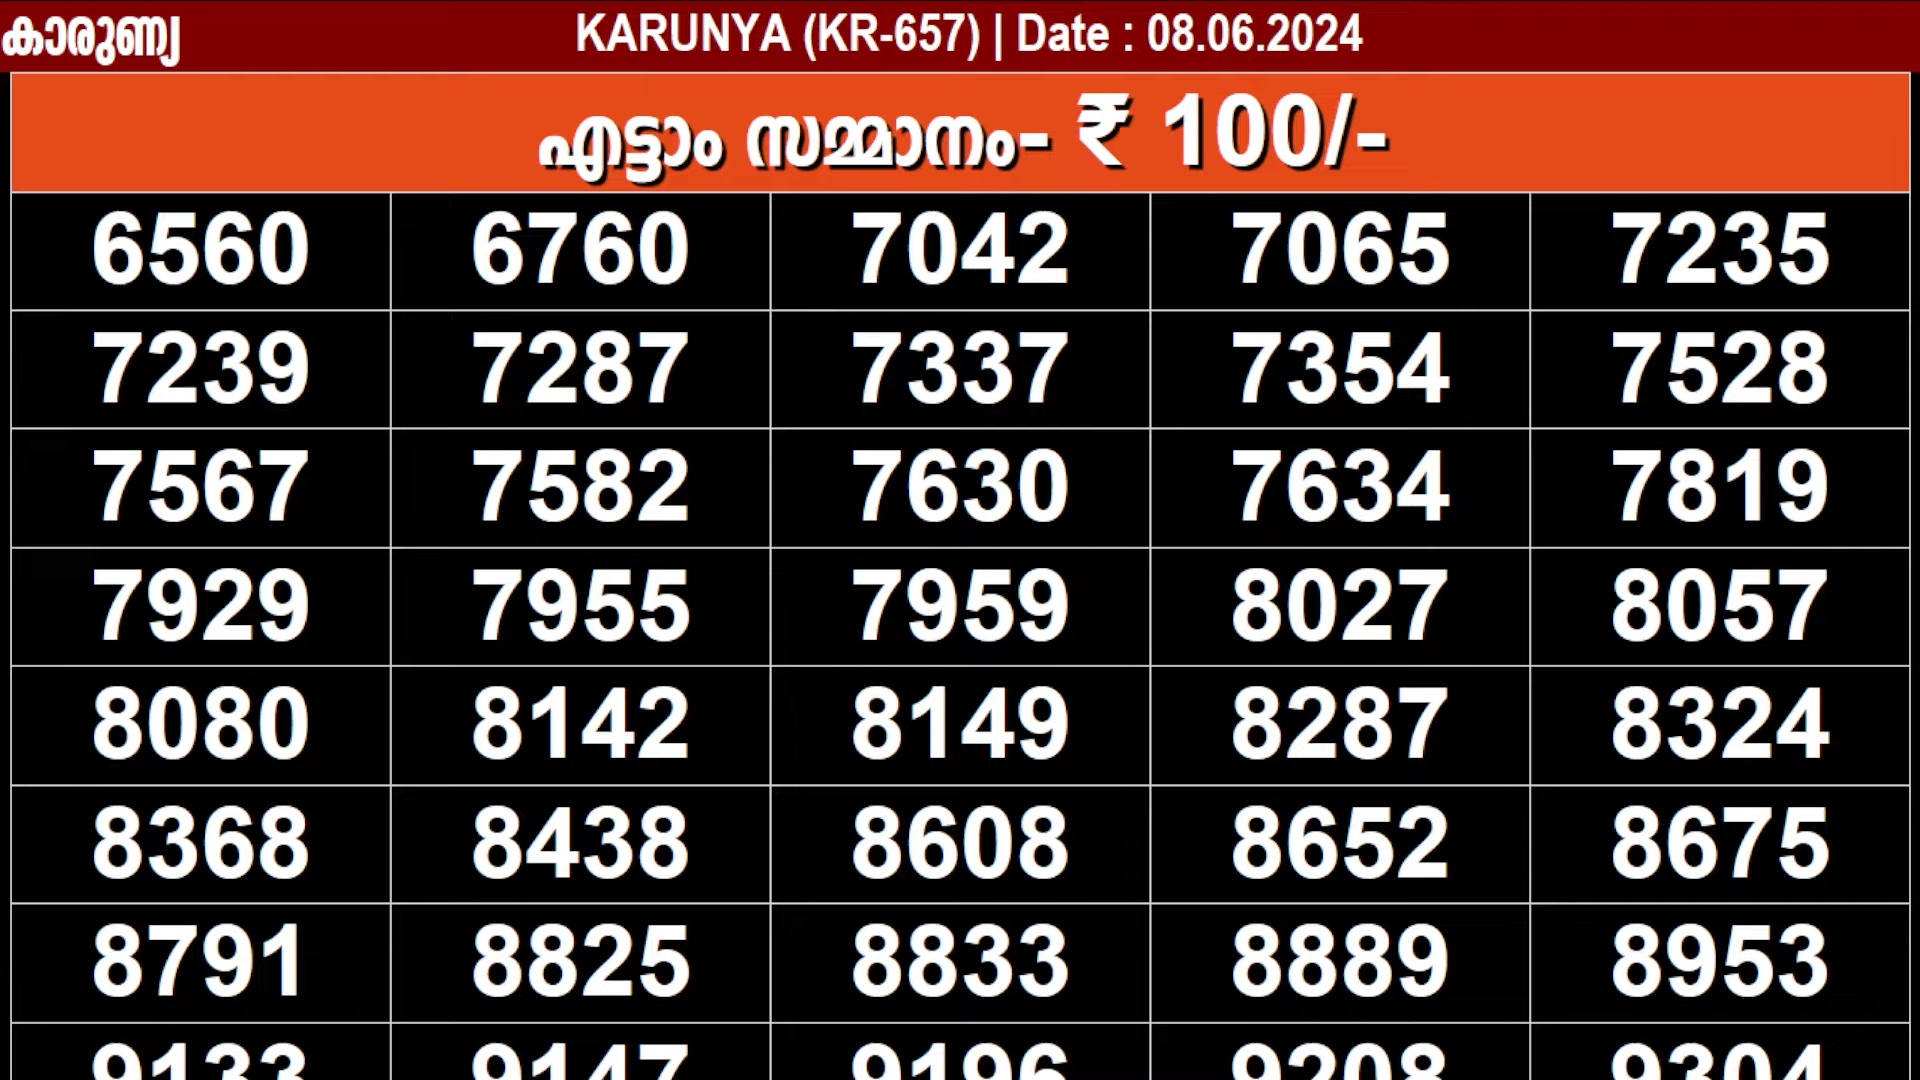 കാരുണ്യ KARUNYA (KR-657) | Date : 08.06.2024
എട്ടാം സമ്മാനം- ₹ 100/-
6560 6760 7042 7065 7235
7239 7287 7337 7354 7528
7567 7582 7630 7634 7819
7929 7955 7959 8027 8057
8080 8142 8149 8287 8324
8368 8438 8608 8652 8675
8791 8825 8833 8889 8953
9133 9147 9196 9208 9304